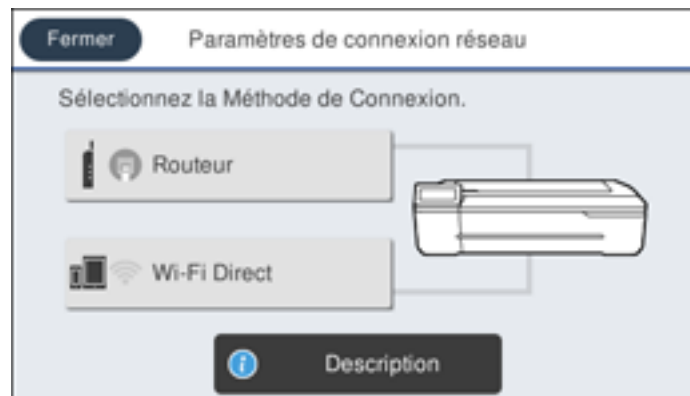 Fermer
Paramètres de connexion réseau
Sélectionnez la Méthode de Connexion.
Routeur
Wi-Fi Direct
Description